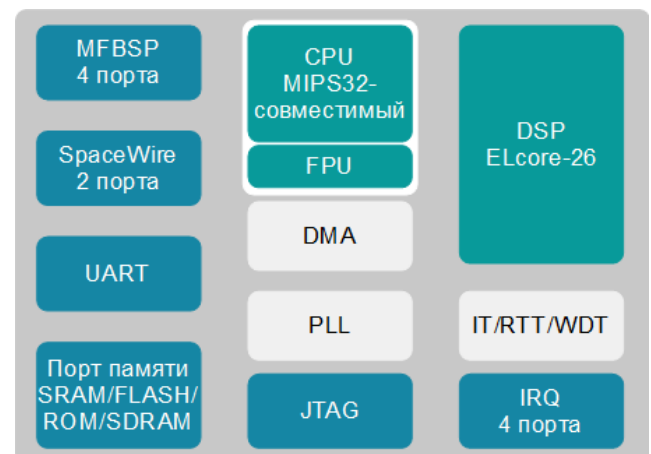 MFBSP
4 порта
SpaceWire
2 порта
UART
Порт памяти
SRAM/FLASH/
ROM/SDRAM
CPU
MIPS32-
совместимый
FPU
DMA
PLL
JTAG
DSP
ELcore-26
IT/RTT/WDT
IRQ
4 порта